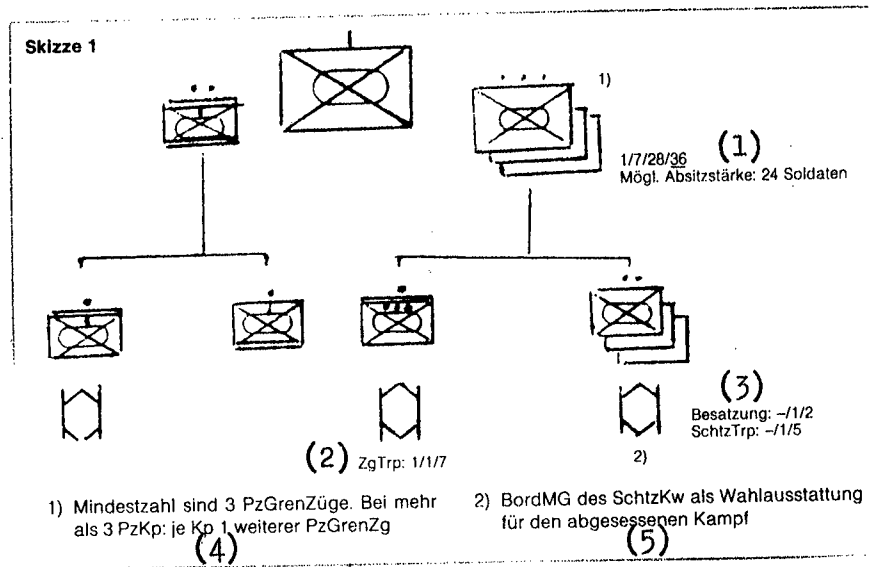 Skizze 1
1)
1/7/28/36 (1)
Mögl. Absitzstärke: 24 Soldaten
(3)
Besatzung: –/1/2
SchtzTrp: –/1/5
(2) ZgTrp: 1/1/7
2)
1) Mindestzahl sind 3 PzGrenZüge. Bei mehr
als 3 PzKp: je Kp 1 weiterer PzGrenZg
(4)
2) BordMG des SchtzKw als Wahlausstattung
für den abgesessenen Kampf
(5)